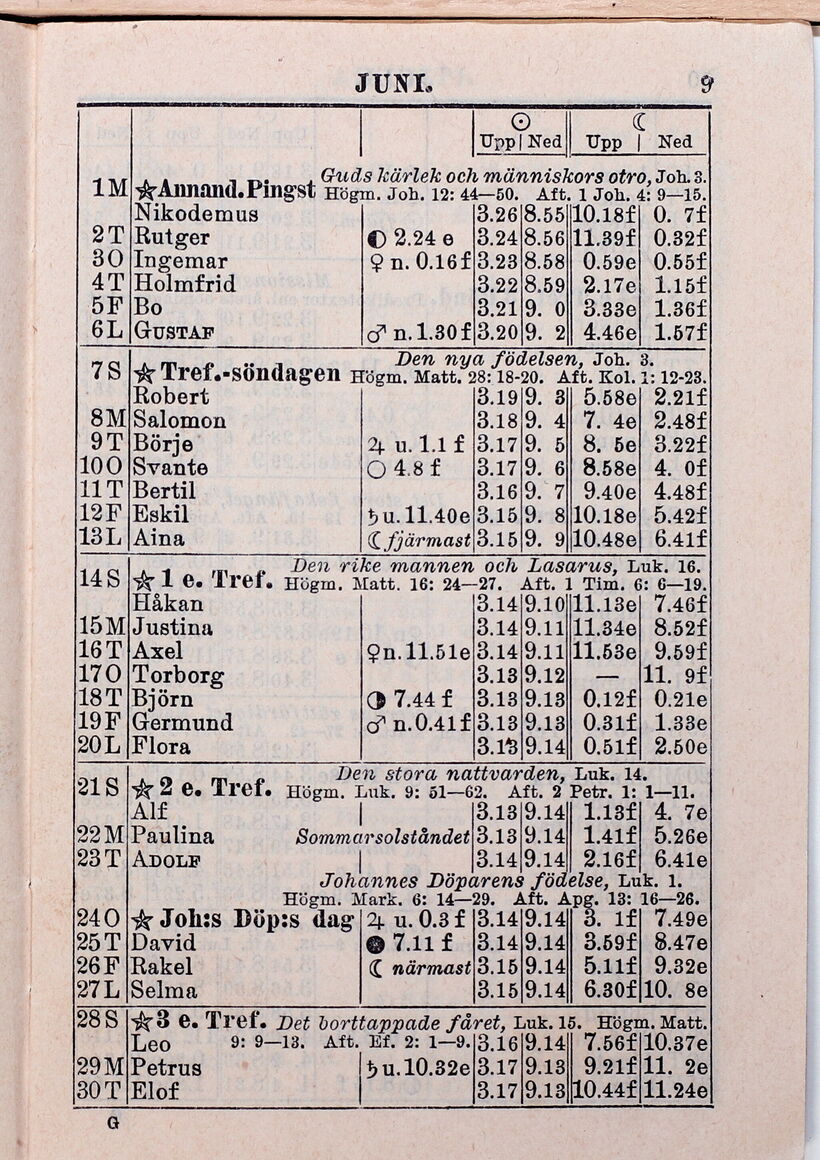 JUNI. 9
☉ ☾
Upp | Ned Upp | Ned
Guds kärlek och människors otro, Joh. 3.
1 M ☆ Annand. Pingst Högm. Joh. 12: 44—50. Aft. 1 Joh. 4: 9—15.
Nikodemus 3.26 8.55 10.18f 0. 7f
2 T Rutger ◐ 2.24 e 3.24 8.56 11.39f 0.32f
3 O Ingemar ♀ n. 0.16 f 3.23 8.58 0.59e 0.55f
4 T Holmfrid 3.22 8.59 2.17e 1.15f
5 F Bo 3.21 9. 0 3.33e 1.36f
6 L GUSTAF ♂ n. 1.30 f 3.20 9. 2 4.46e 1.57f
Den nya födelsen, Joh. 3.
7 S ☆ Tref.-söndagen Högm. Matt. 28: 18-20. Aft. Kol. 1: 12-23.
Robert 3.19 9. 3 5.58e 2.21f
8 M Salomon 3.18 9. 4 7. 4e 2.48f
9 T Börje ♃ u. 1.1 f 3.17 9. 5 8. 5e 3.22f
10 O Svante ○ 4.8 f 3.17 9. 6 8.58e 4. 0f
11 T Bertil 3.16 9. 7 9.40e 4.48f
12 F Eskil ♄ u. 11.40e 3.15 9. 8 10.18e 5.42f
13 L Aina ☾ fjärmast 3.15 9. 9 10.48e 6.41f
Den rike mannen och Lasarus, Luk. 16.
14 S ☆ 1 e. Tref. Högm. Matt. 16: 24—27. Aft. 1 Tim. 6: 6—19.
Håkan 3.14 9.10 11.13e 7.46f
15 M Justina 3.14 9.11 11.34e 8.52f
16 T Axel ♀ n. 11.51e 3.14 9.11 11.53e 9.59f
17 O Torborg 3.13 9.12 — 11. 9f
18 T Björn ◑ 7.44 f 3.13 9.13 0.12f 0.21e
19 F Germund ♂ n. 0.41 f 3.13 9.13 0.31f 1.33e
20 L Flora 3.13 9.14 0.51f 2.50e
Den stora nattvarden, Luk. 14.
21 S ☆ 2 e. Tref. Högm. Luk. 9: 51—62. Aft. 2 Petr. 1: 1—11.
Alf 3.13 9.14 1.13f 4. 7e
22 M Paulina Sommarsolståndet 3.13 9.14 1.41f 5.26e
23 T ADOLF 3.14 9.14 2.16f 6.41e
Johannes Döparens födelse, Luk. 1.
Högm. Mark. 6: 14—29. Aft. Apg. 13: 16—26.
24 O ☆ Joh:s Döp:s dag ♃ u. 0.3 f 3.14 9.14 3. 1f 7.49e
25 T David ● 7.11 f 3.14 9.14 3.59f 8.47e
26 F Rakel ☾ närmast 3.15 9.14 5.11f 9.32e
27 L Selma 3.15 9.14 6.30f 10. 8e
28 S ☆ 3 e. Tref. Det borttappade fåret, Luk. 15. Högm. Matt.
Leo 9: 9—13. Aft. Ef. 2: 1—9. 3.16 9.14 7.56f 10.37e
29 M Petrus ♄ u. 10.32e 3.17 9.13 9.21f 11. 2e
30 T Elof 3.17 9.13 10.44f 11.24e
G